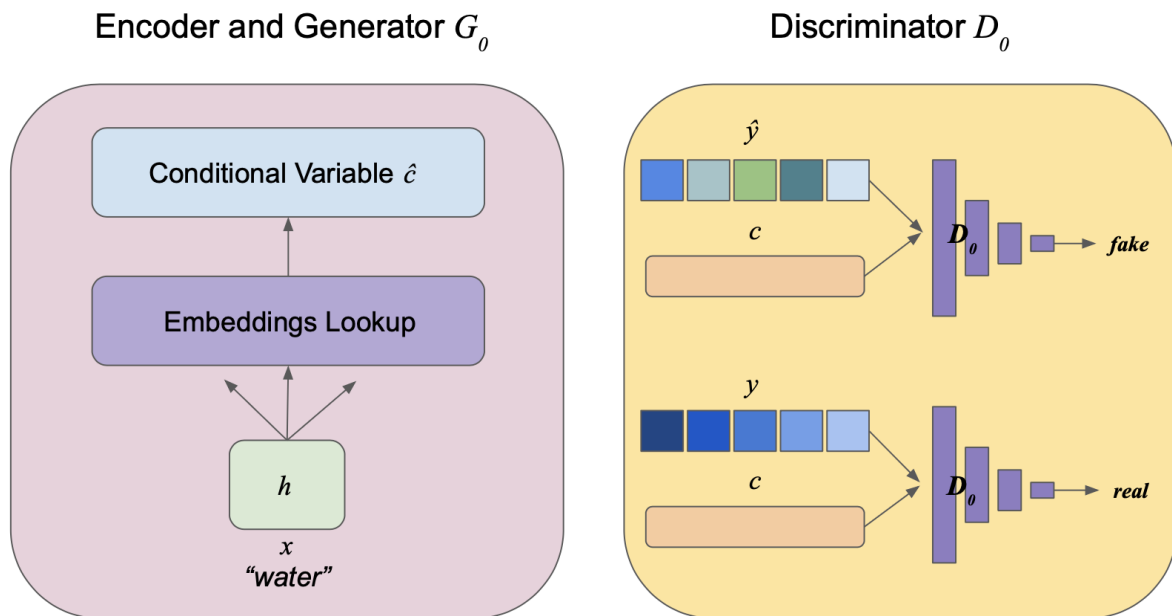 Encoder and Generator G₀
Conditional Variable ĉ
Embeddings Lookup
h
x
“water”
Discriminator D₀
ŷ
c
D₀
fake
y
c
D₀
real